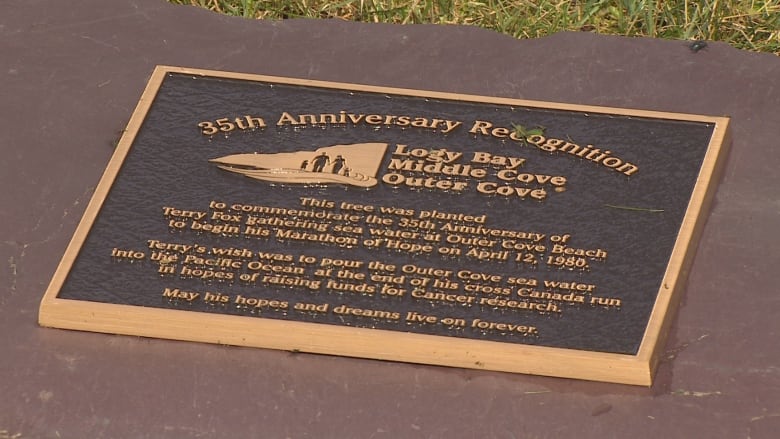 35th Anniversary Recognition
Logy Bay
Middle Cove
Outer Cove
This tree was planted
to commemorate the 35th Anniversary of
Terry Fox gathering sea water at Outer Cove Beach
to begin his Marathon of Hope on April 12, 1980.
Terry's wish was to pour the Outer Cove sea water
into the Pacific Ocean at the end of his cross Canada run
in hopes of raising funds for Cancer research.
May his hopes and dreams live on forever.